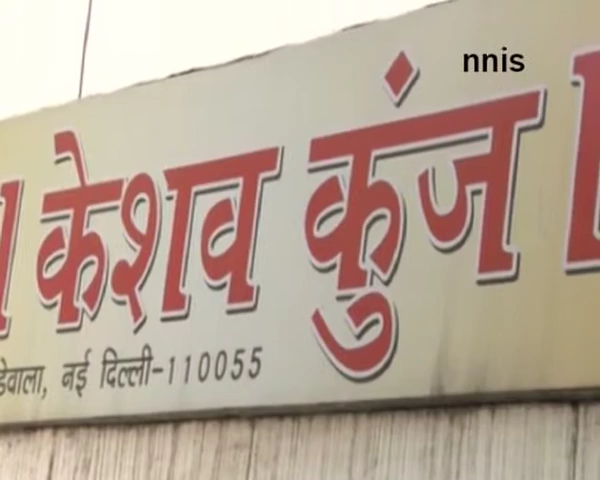 nnis
। केशव कुंज ।
डेवाला, नई दिल्ली-110055